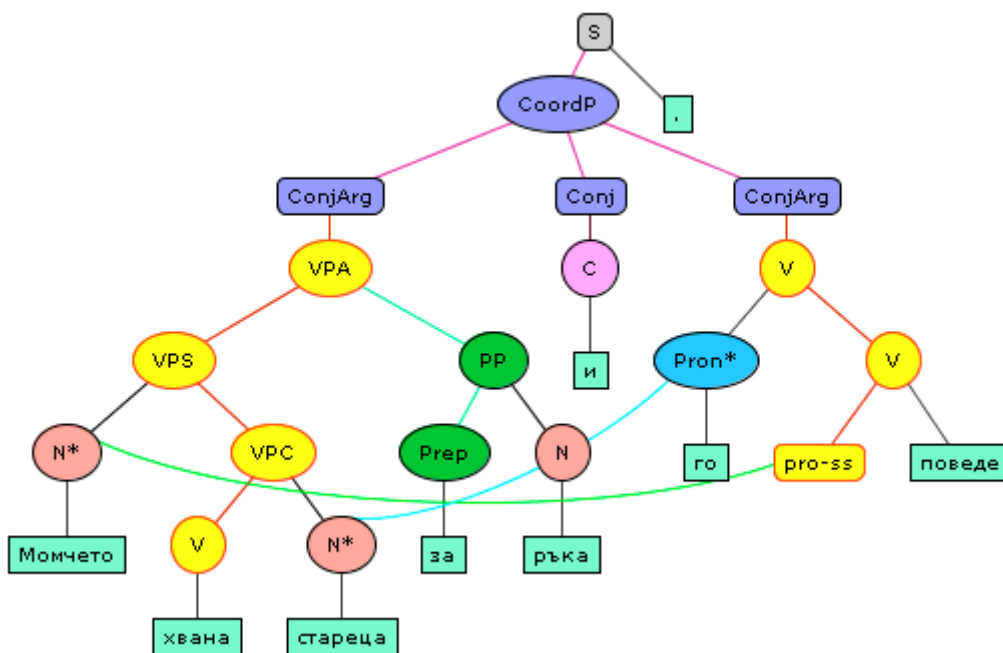 S
CoordP
.
ConjArg Conj ConjArg
VPA C V
VPS PP и Pron* V
N* VPC Prep N го pro-ss поведе
Момчето V N* за ръка
хвана стареца